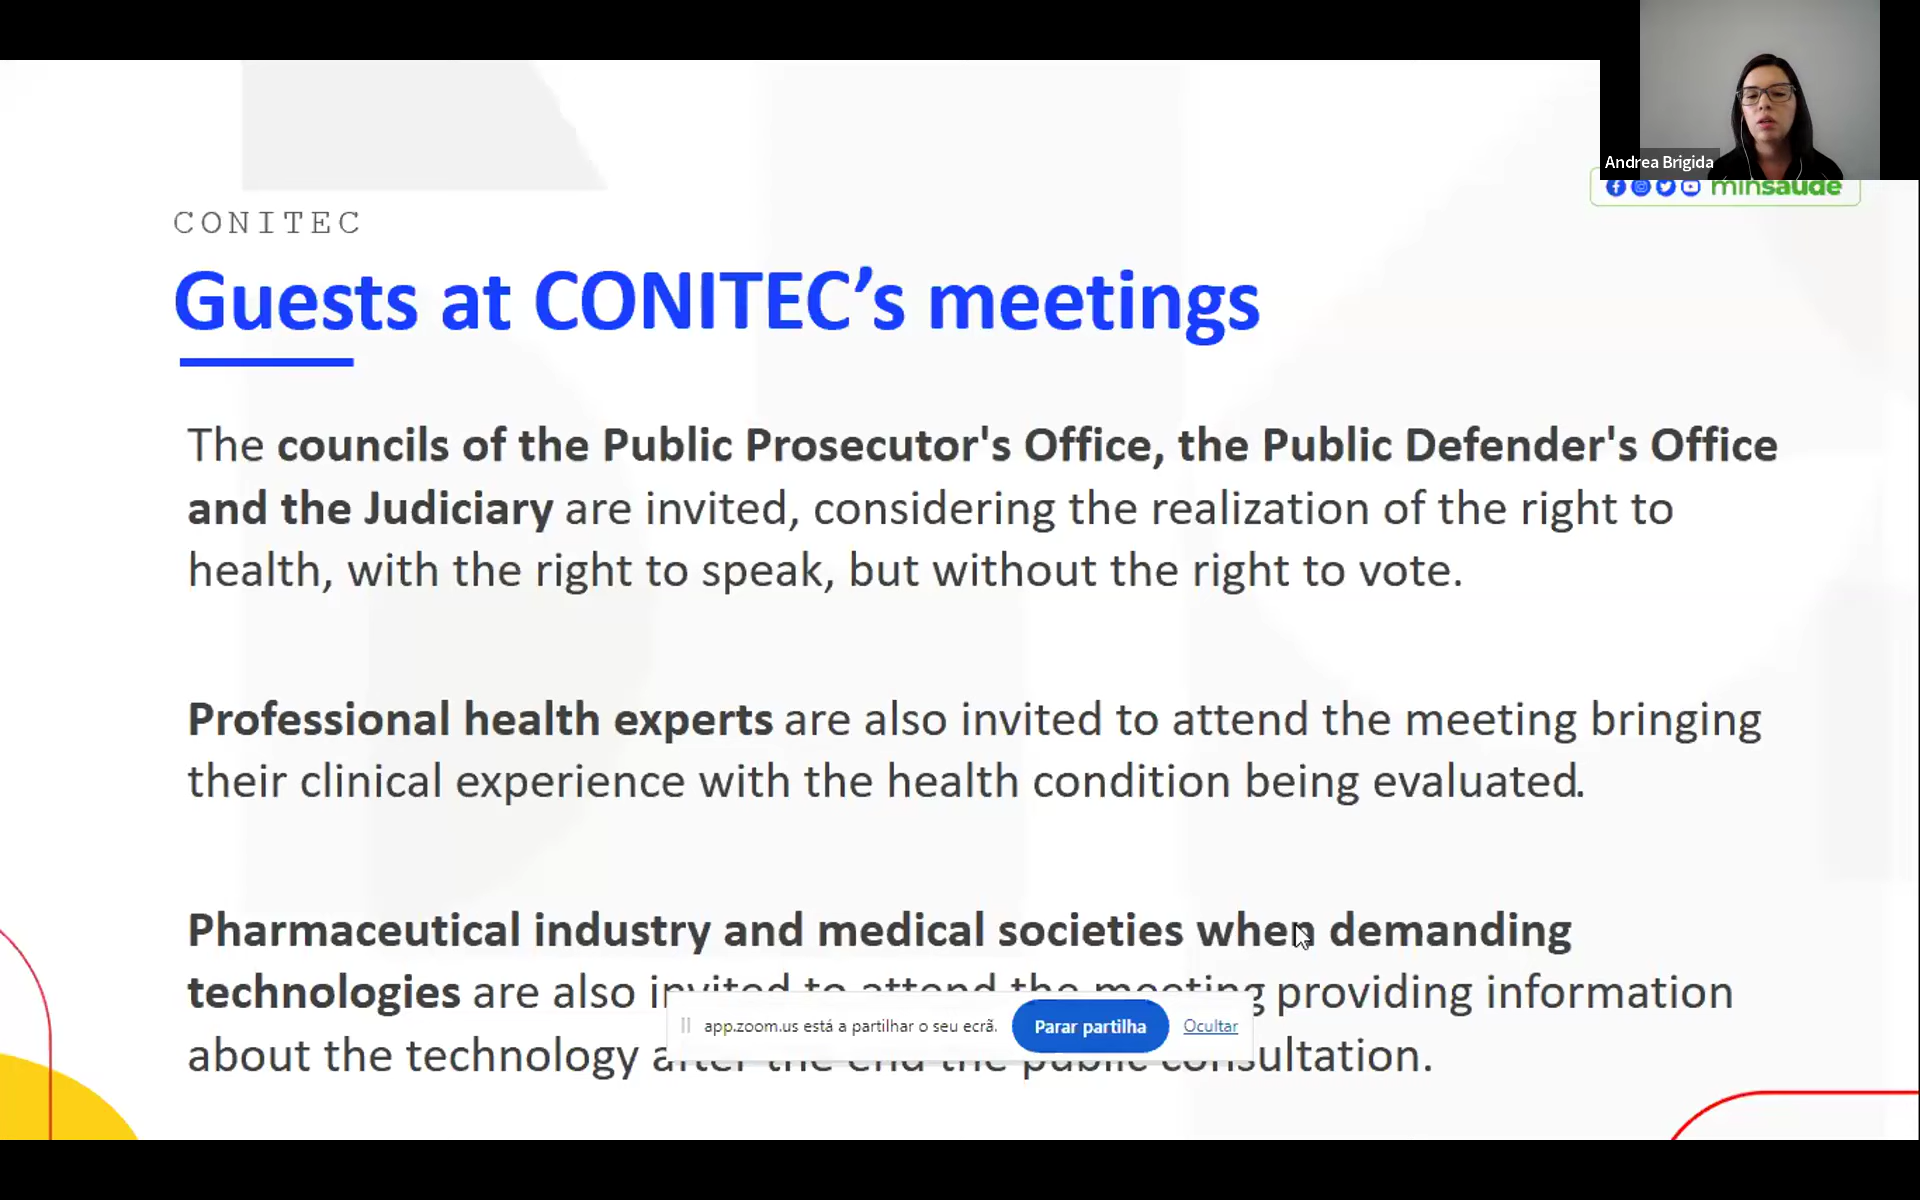 Andrea Brigida
minsaude
CONITEC
Guests at CONITEC’s meetings
The councils of the Public Prosecutor's Office, the Public Defender's Office
and the Judiciary are invited, considering the realization of the right to
health, with the right to speak, but without the right to vote.
Professional health experts are also invited to attend the meeting bringing
their clinical experience with the health condition being evaluated.
Pharmaceutical industry and medical societies when demanding
technologies are also invited to attend the meeting providing information
about the technology after the end the public consultation.
app.zoom.us está a partilhar o seu ecrã. Parar partilha Ocultar